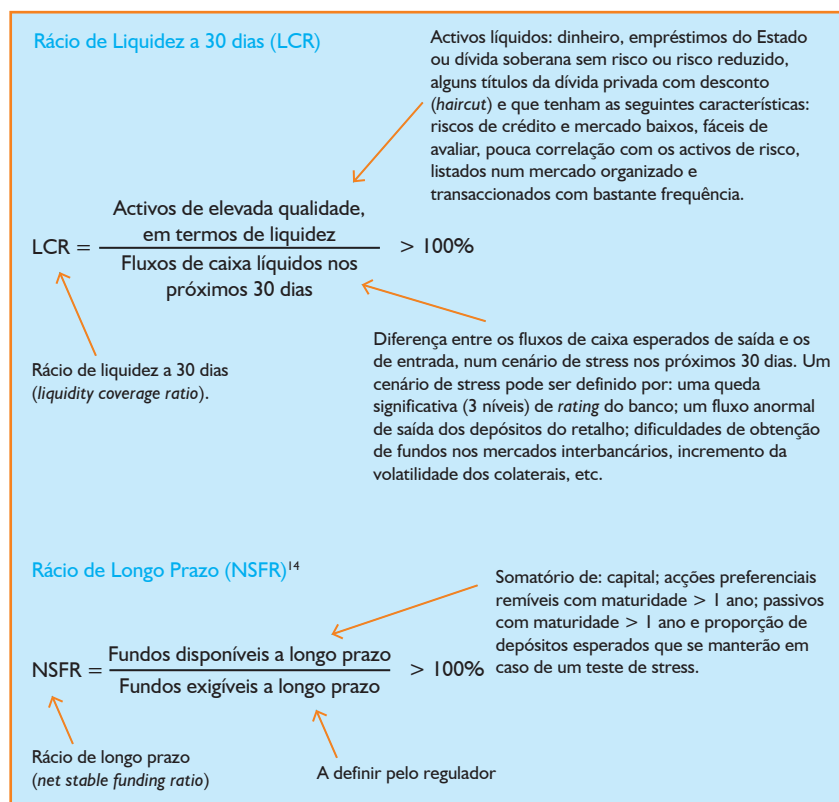 Rácio de Liquidez a 30 dias (LCR)
Activos líquidos: dinheiro, empréstimos do Estado
ou dívida soberana sem risco ou risco reduzido,
alguns títulos da dívida privada com desconto
(haircut) e que tenham as seguintes características:
riscos de crédito e mercado baixos, fáceis de
avaliar, pouca correlação com os activos de risco,
listados num mercado organizado e
transaccionados com bastante frequência.
Activos de elevada qualidade,
em termos de liquidez
LCR = > 100%
Fluxos de caixa líquidos nos
próximos 30 dias
Rácio de liquidez a 30 dias
(liquidity coverage ratio).
Diferença entre os fluxos de caixa esperados de saída e os
de entrada, num cenário de stress nos próximos 30 dias. Um
cenário de stress pode ser definido por: uma queda
significativa (3 níveis) de rating do banco; um fluxo anormal
de saída dos depósitos do retalho; dificuldades de obtenção
de fundos nos mercados interbancários, incremento da
volatilidade dos colaterais, etc.
Rácio de Longo Prazo (NSFR)¹⁴
Somatório de: capital; acções preferenciais
remíveis com maturidade > 1 ano; passivos
com maturidade > 1 ano e proporção de
depósitos esperados que se manterão em
caso de um teste de stress.
Fundos disponíveis a longo prazo
NSFR = > 100%
Fundos exigíveis a longo prazo
Rácio de longo prazo
(net stable funding ratio)
A definir pelo regulador